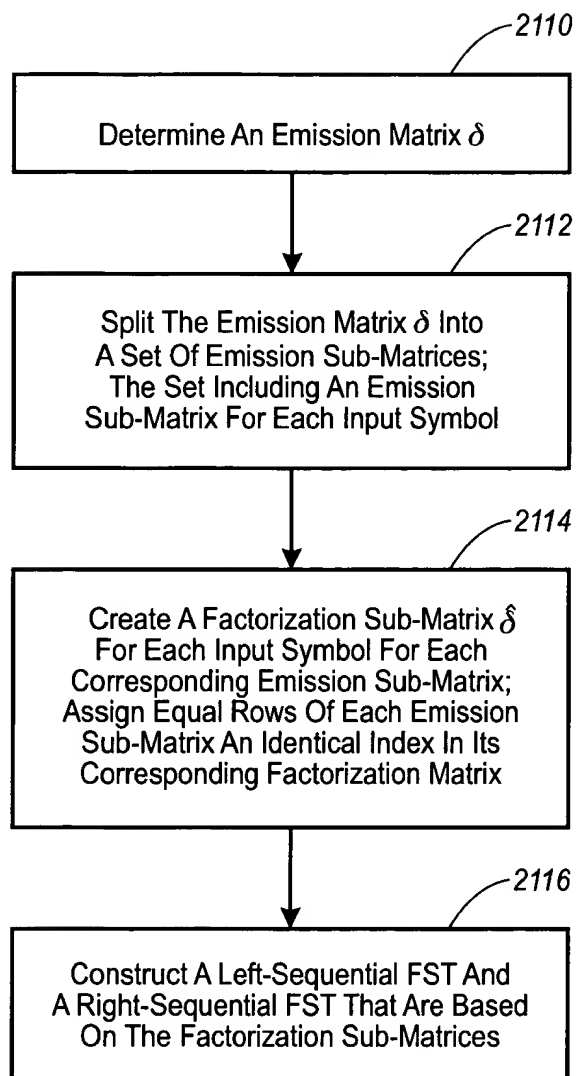 2110
Determine An Emission Matrix δ
2112
Split The Emission Matrix δ Into
A Set Of Emission Sub-Matrices;
The Set Including An Emission
Sub-Matrix For Each Input Symbol
2114
Create A Factorization Sub-Matrix δ̂
For Each Input Symbol For Each
Corresponding Emission Sub-Matrix;
Assign Equal Rows Of Each Emission
Sub-Matrix An Identical Index In Its
Corresponding Factorization Matrix
2116
Construct A Left-Sequential FST And
A Right-Sequential FST That Are Based
On The Factorization Sub-Matrices